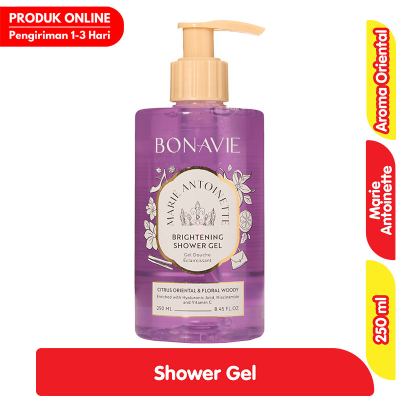 PRODUK ONLINE
Pengiriman 1-3 Hari
BONAVIE
MARIE ANTOINETTE
BRIGHTENING
SHOWER GEL
Gel Douche
Éclaircissant
CITRUS ORIENTAL & FLORAL WOODY
Enriched with Hyaluronic Acid, Niacinamide
and Vitamin C
250 ML
8.45 FL.OZ
Aroma Oriental
Marie
Antoinette
250 ml
Shower Gel